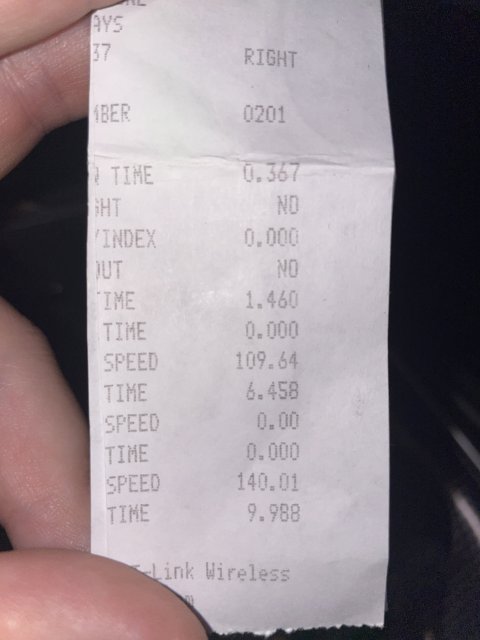 AYS
37 RIGHT
MBER 0201
TIME 0.367
GHT NO
/INDEX 0.000
OUT NO
TIME 1.460
TIME 0.000
SPEED 109.64
TIME 6.458
SPEED 0.00
TIME 0.000
SPEED 140.01
TIME 9.988
-Link Wireless